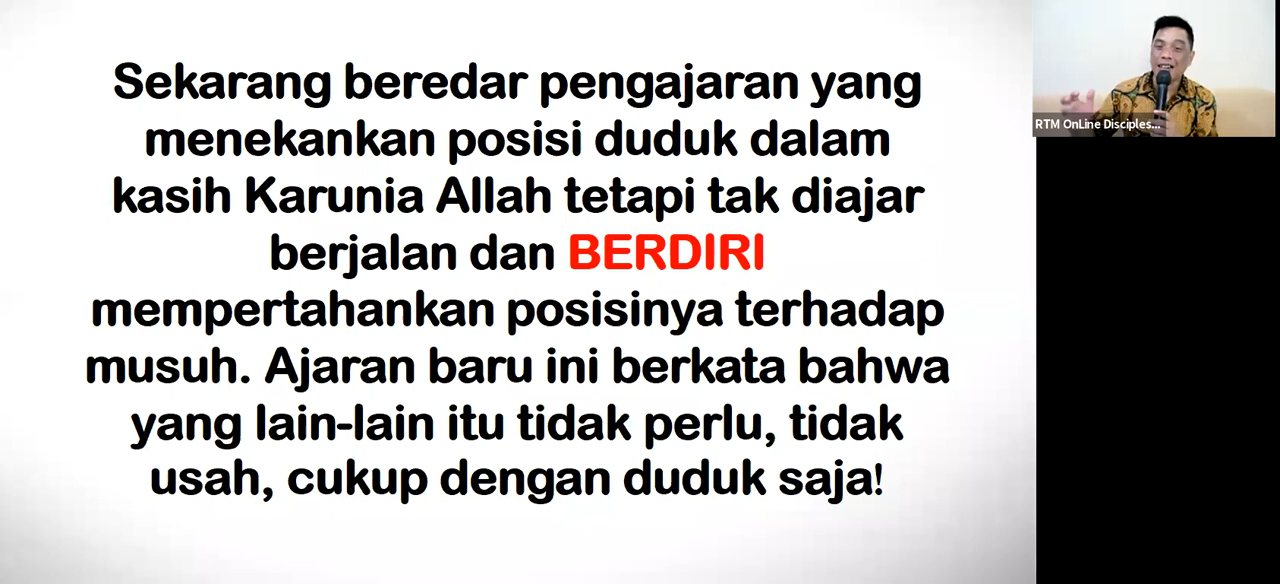 Sekarang beredar pengajaran yang
menekankan posisi duduk dalam
kasih Karunia Allah tetapi tak diajar
berjalan dan BERDIRI
mempertahankan posisinya terhadap
musuh. Ajaran baru ini berkata bahwa
yang lain-lain itu tidak perlu, tidak
usah, cukup dengan duduk saja!
RTM OnLine Disciples...